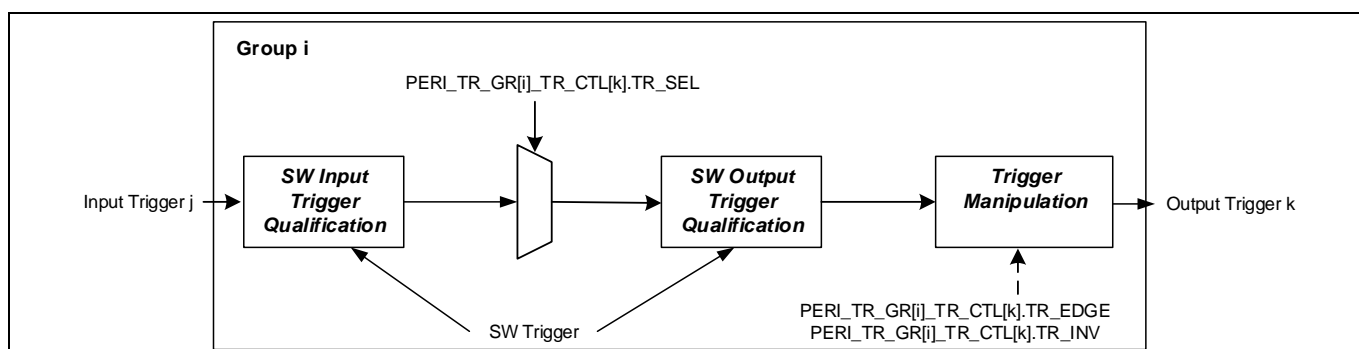 Group i
PERI_TR_GR[i]_TR_CTL[k].TR_SEL
Input Trigger j
SW Input
Trigger
Qualification
SW Output
Trigger
Qualification
Trigger
Manipulation
Output Trigger k
SW Trigger
PERI_TR_GR[i]_TR_CTL[k].TR_EDGE
PERI_TR_GR[i]_TR_CTL[k].TR_INV